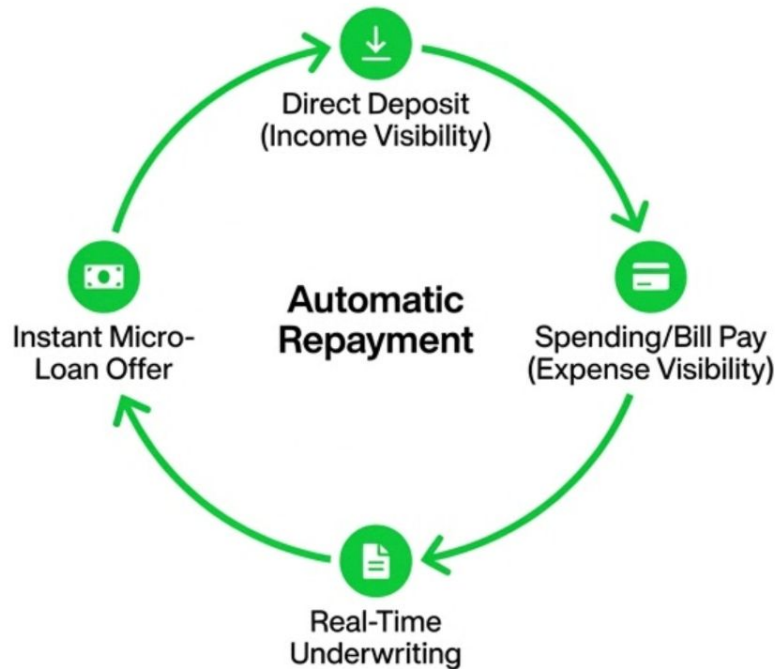 Direct Deposit
(Income Visibility)
Automatic
Repayment
Instant Micro-
Loan Offer
Spending/Bill Pay
(Expense Visibility)
Real-Time
Underwriting